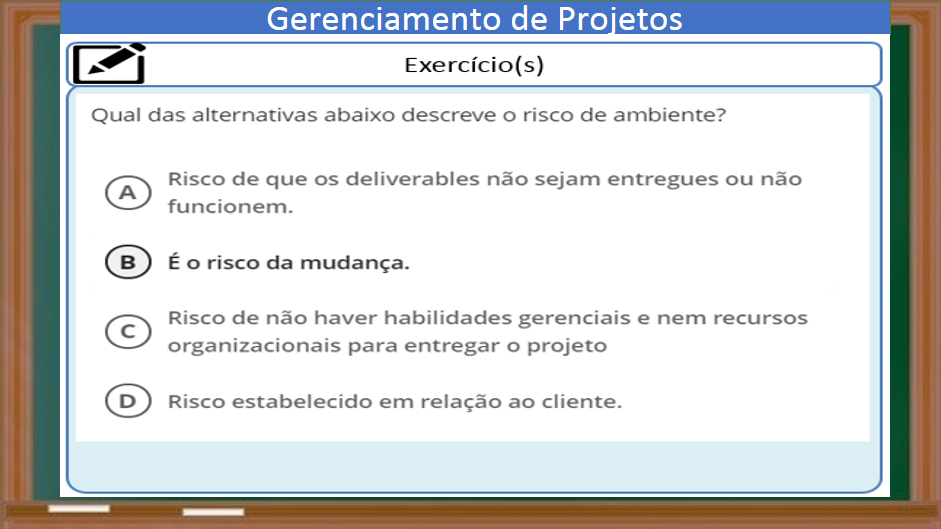 Gerenciamento de Projetos
Exercício(s)
Qual das alternativas abaixo descreve o risco de ambiente?
A Risco de que os deliverables não sejam entregues ou não
funcionem.
B É o risco da mudança.
C Risco de não haver habilidades gerenciais e nem recursos
organizacionais para entregar o projeto
D Risco estabelecido em relação ao cliente.